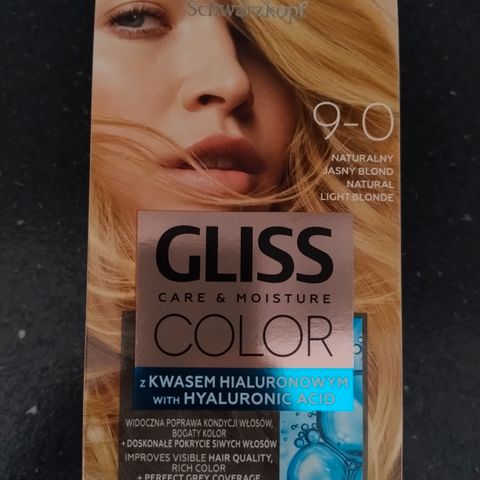 Schwarzkopf
9-0
NATURALNY
JASNY BLOND
NATURAL
LIGHT BLONDE
GLISS
CARE & MOISTURE
COLOR
z KWASEM HIALURONOWYM
WITH HYALURONIC ACID
WIDOCZNA POPRAWA KONDYCJI WŁOSÓW,
BOGATY KOLOR
+ DOSKONAŁE POKRYCIE SIWYCH WŁOSÓW
IMPROVES VISIBLE HAIR QUALITY,
RICH COLOR
+ PERFECT GREY COVERAGE